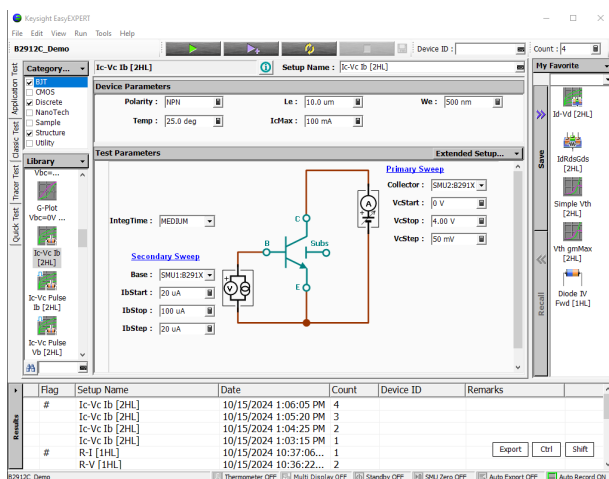 Keysight EasyEXPERT
File Edit View Run Tools Help
B2912C_Demo
Device ID :
Count : 4
Application Test
Classic Test
Tracer Test
Quick Test
Category...
BJT
CMOS
Discrete
NanoTech
Sample
Structure
Utility
Library
Vbc=...
G-Plot
Vbc=0V ...
Ic-Vc Ib
[2HL]
Ic-Vc Pulse
Ib [2HL]
Ic-Vc Pulse
Vb [2HL]
Ic-Vc Ib [2HL]
Setup Name : Ic-Vc Ib [2HL]
Device Parameters
Polarity : NPN
Le : 10.0 um
We : 500 nm
Temp : 25.0 deg
IcMax : 100 mA
Test Parameters
Extended Setup...
IntegTime : MEDIUM
Secondary Sweep
Base : SMU1:B291X
IbStart : 20 uA
IbStop : 100 uA
IbStep : 20 uA
C
B
Subs
E
A
V
Primary Sweep
Collector : SMU2:B291X
VcStart : 0 V
VcStop : 4.00 V
VcStep : 50 mV
Save
Recall
My Favorite
Id-Vd [2HL]
IdRdsGds
[2HL]
Simple Vth
[2HL]
Vth gmMax
[2HL]
Diode IV
Fwd [1HL]
Results
Flag Setup Name Date Count Device ID Remarks
# Ic-Vc Ib [2HL] 10/15/2024 1:06:05 PM 4
Ic-Vc Ib [2HL] 10/15/2024 1:05:20 PM 3
Ic-Vc Ib [2HL] 10/15/2024 1:04:25 PM 2
Ic-Vc Ib [2HL] 10/15/2024 1:03:15 PM 1
# R-I [1HL] 10/15/2024 10:37:06... 1
R-V [1HL] 10/15/2024 10:36:22... 2
Export Ctrl Shift
B2912C_Demo
Thermometer OFF Multi Display OFF Standby OFF SMU Zero OFF Auto Export OFF Auto Record ON